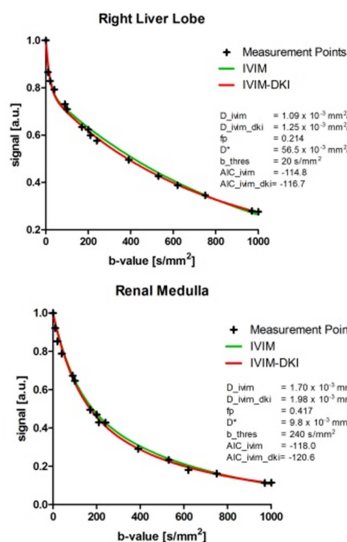 Right Liver Lobe
1.0
0.8
0.6
0.4
0.2
0
200
400
600
800
1000
signal [a.u.]
b-value [s/mm²]
Measurement Points
IVIM
IVIM-DKI
D_ivim = 1.09 x 10⁻³ mm²/
D_ivim_dki = 1.25 x 10⁻³ mm²/
fp = 0.214
D* = 56.5 x 10⁻³ mm²/
b_thres = 20 s/mm²
AIC_ivim = -114.8
AIC_ivim_dki= -116.7
Renal Medulla
1.0
0.8
0.6
0.4
0.2
0.0
0
200
400
600
800
1000
signal [a.u.]
b-value [s/mm²]
Measurement Poin
IVIM
IVIM-DKI
D_ivim = 1.70 x 10⁻³ mm
D_ivim_dki = 1.98 x 10⁻³ mm
fp = 0.417
D* = 9.8 x 10⁻³ mm²
b_thres = 240 s/mm²
AIC_ivim = -118.0
AIC_ivim_dki= -120.6